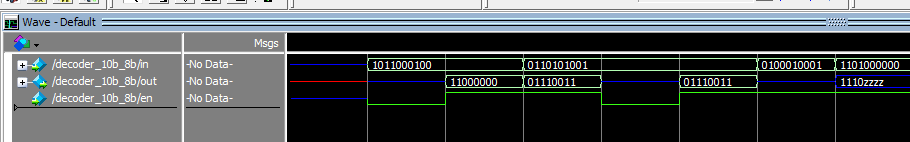 Wave - Default
Msgs
/decoder_10b_8b/in -No Data- 1011000100 0110101001 0100010001 1101000000
/decoder_10b_8b/out -No Data- 11000000 01110011 01110011 1110zzzz
/decoder_10b_8b/en -No Data-